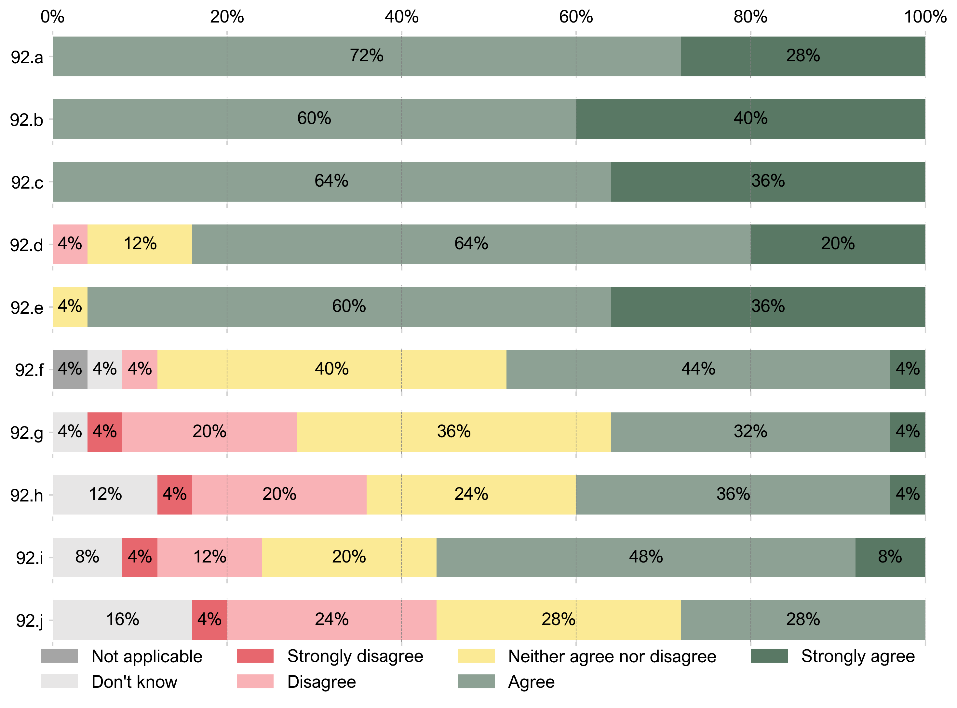 0% 20% 40% 60% 80% 100%
92.a 72% 28%
92.b 60% 40%
92.c 64% 36%
92.d 4% 12% 64% 20%
92.e 4% 60% 36%
92.f 4% 4% 4% 40% 44% 4%
92.g 4% 4% 20% 36% 32% 4%
92.h 12% 4% 20% 24% 36% 4%
92.i 8% 4% 12% 20% 48% 8%
92.j 16% 4% 24% 28% 28%
Not applicable Strongly disagree Neither agree nor disagree Strongly agree
Don't know Disagree Agree